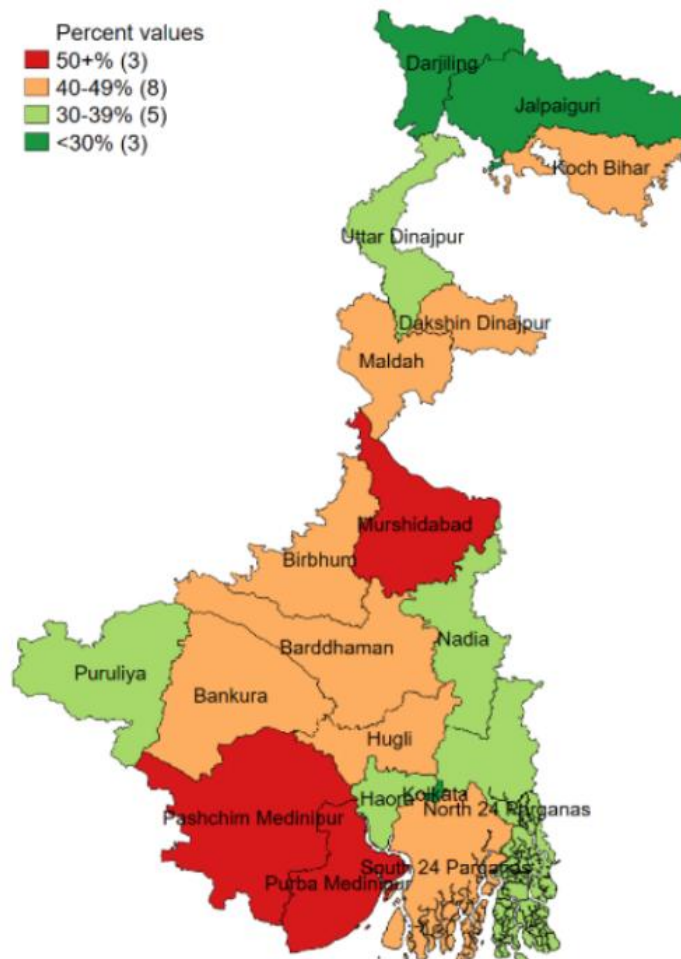 Percent values
50+% (3)
40-49% (8)
30-39% (5)
<30% (3)
Darjiling
Jalpaiguri
Koch Bihar
Uttar Dinajpur
Dakshin Dinajpur
Maldah
Murshidabad
Birbhum
Barddhaman
Nadia
Puruliya
Bankura
Hugli
Haora
Kolkata
North 24 Parganas
Pashchim Medinipur
South 24 Parganas
Purba Medinipur